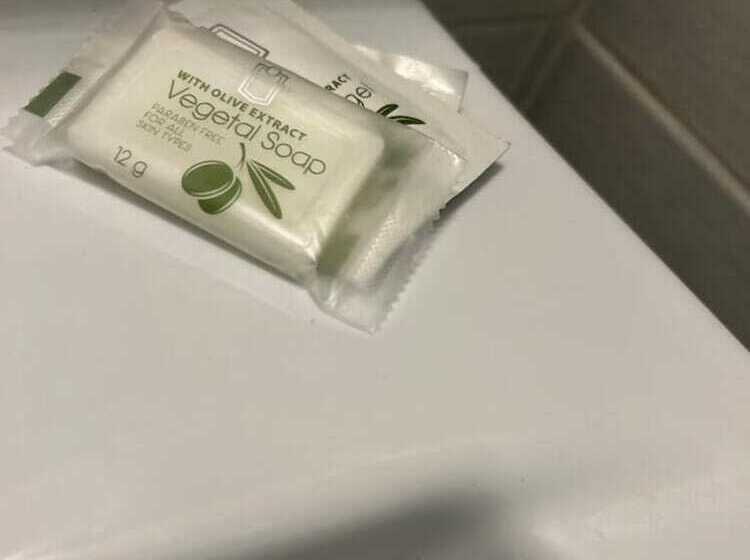 WITH OLIVE EXTRACT
Vegetal Soap
PARABEN FREE
FOR ALL
SKIN TYPES
12 g